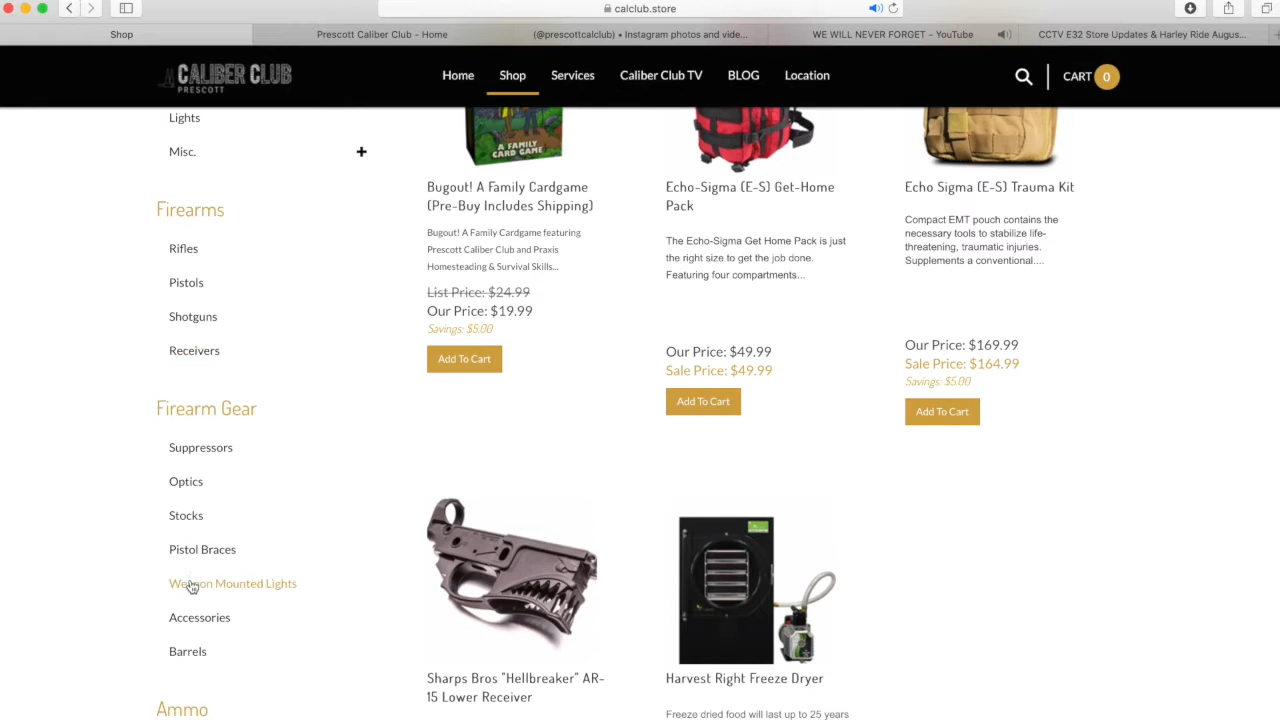 calclub.store
Shop
Prescott Caliber Club - Home
(@prescottcalclub) • Instagram photos and vide...
WE WILL NEVER FORGET - YouTube
CCTV E32 Store Updates & Harley Ride Augus...
CALIBER CLUB
PRESCOTT
Home
Shop
Services
Caliber Club TV
BLOG
Location
CART 0
Lights
Misc.
Firearms
Rifles
Pistols
Shotguns
Receivers
Firearm Gear
Suppressors
Optics
Stocks
Pistol Braces
Weapon Mounted Lights
Accessories
Barrels
Ammo
A FAMILY
CARD GAME
Bugout! A Family Cardgame
(Pre-Buy Includes Shipping)
Bugout! A Family Cardgame featuring
Prescott Caliber Club and Praxis
Homesteading & Survival Skills...
List Price: $24.99
Our Price: $19.99
Savings: $5.00
Add To Cart
Echo-Sigma (E-S) Get-Home
Pack
The Echo-Sigma Get Home Pack is just
the right size to get the job done.
Featuring four compartments...
Our Price: $49.99
Sale Price: $49.99
Add To Cart
Echo Sigma (E-S) Trauma Kit
Compact EMT pouch contains the
necessary tools to stabilize life-
threatening, traumatic injuries.
Supplements a conventional....
Our Price: $169.99
Sale Price: $164.99
Savings: $5.00
Add To Cart
Sharps Bros "Hellbreaker" AR-
15 Lower Receiver
Harvest Right Freeze Dryer
Freeze dried food will last up to 25 years